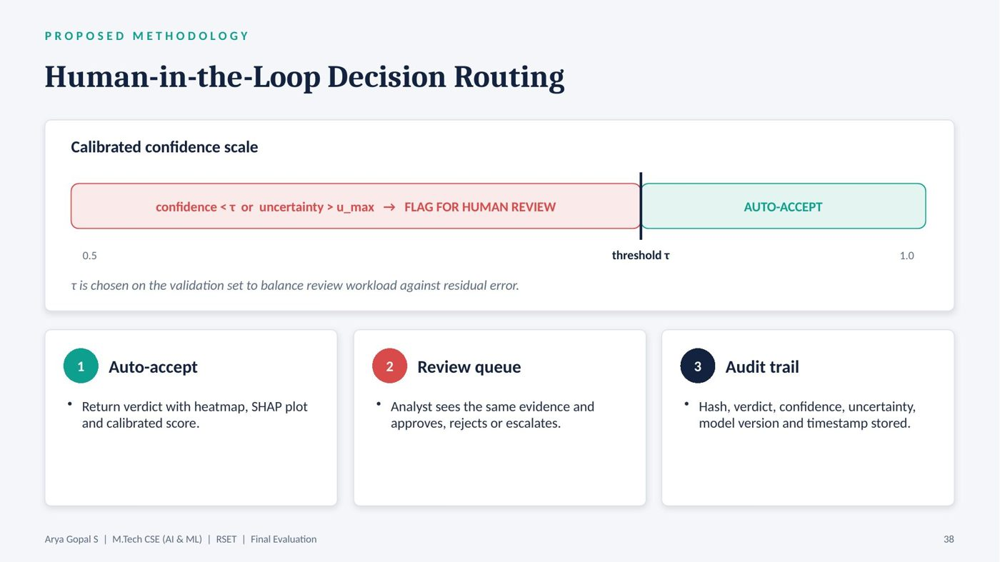 PROPOSED METHODOLOGY
Human-in-the-Loop Decision Routing
Calibrated confidence scale
confidence < τ or uncertainty > u_max → FLAG FOR HUMAN REVIEW
AUTO-ACCEPT
0.5
threshold τ
1.0
τ is chosen on the validation set to balance review workload against residual error.
1
Auto-accept
• Return verdict with heatmap, SHAP plot
and calibrated score.
2
Review queue
• Analyst sees the same evidence and
approves, rejects or escalates.
3
Audit trail
• Hash, verdict, confidence, uncertainty,
model version and timestamp stored.
Arya Gopal S | M.Tech CSE (AI & ML) | RSET | Final Evaluation
38